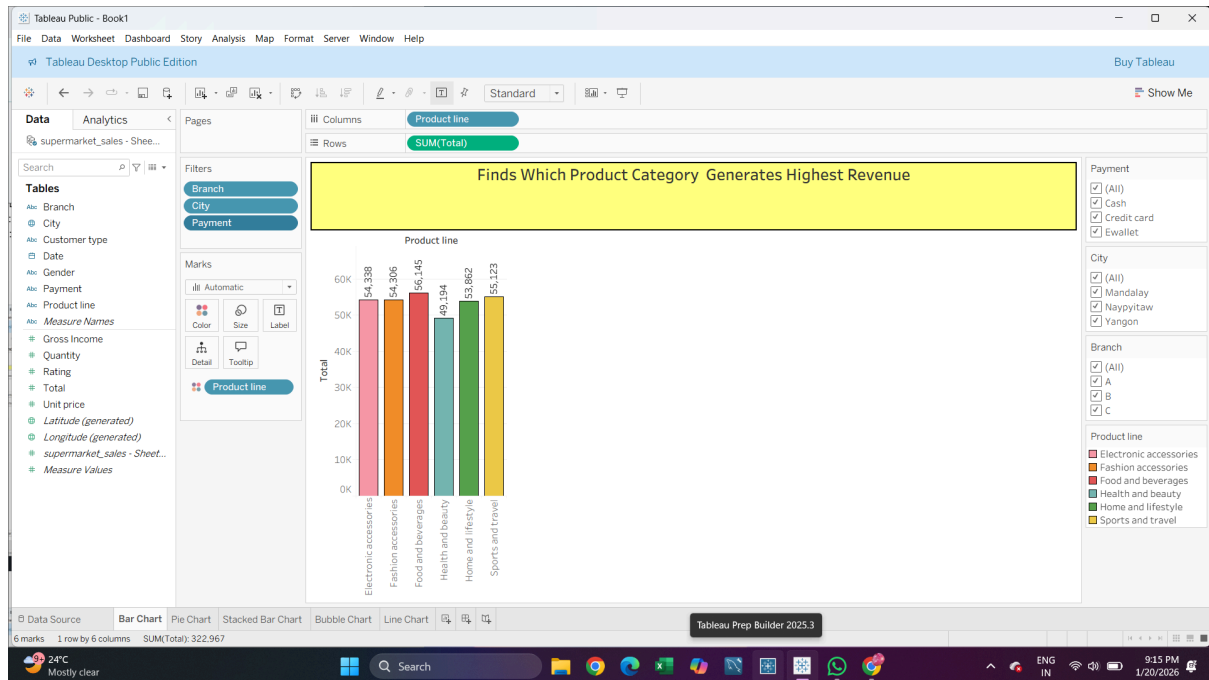 Tableau Public - Book1
File Data Worksheet Dashboard Story Analysis Map Format Server Window Help
Tableau Desktop Public Edition
Buy Tableau
Standard
Show Me
Data
Analytics
supermarket_sales - Shee...
Search
Tables
Abc Branch
City
Abc Customer type
Date
Abc Gender
Abc Payment
Abc Product line
Abc Measure Names
# Gross Income
# Quantity
# Rating
# Total
# Unit price
Latitude (generated)
Longitude (generated)
# supermarket_sales - Sheet...
# Measure Values
Pages
Filters
Branch
City
Payment
Marks
Automatic
Color
Size
Label
Detail
Tooltip
Product line
Columns
Product line
Rows
SUM(Total)
Finds Which Product Category Generates Highest Revenue
Product line
Total
60K
50K
40K
30K
20K
10K
0K
54,338
54,306
56,145
49,194
53,862
55,123
Electronic accessories
Fashion accessories
Food and beverages
Health and beauty
Home and lifestyle
Sports and travel
Payment
(All)
Cash
Credit card
Ewallet
City
(All)
Mandalay
Naypyitaw
Yangon
Branch
(All)
A
B
C
Product line
Electronic accessories
Fashion accessories
Food and beverages
Health and beauty
Home and lifestyle
Sports and travel
Data Source
Bar Chart
Pie Chart
Stacked Bar Chart
Bubble Chart
Line Chart
Tableau Prep Builder 2025.3
6 marks 1 row by 6 columns SUM(Total): 322,967
9+
24°C
Mostly clear
Search
ENG
IN
9:15 PM
1/20/2026